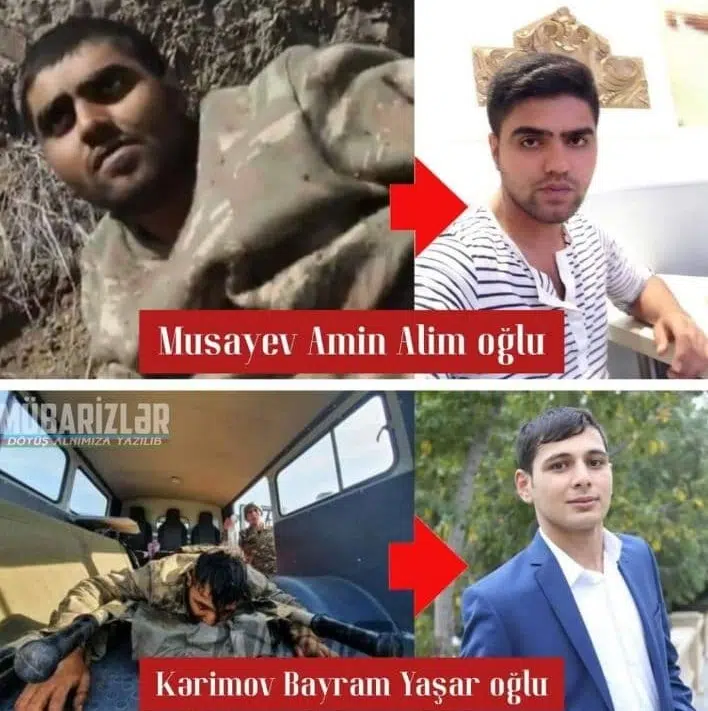 Musayev Amin Alim oğlu
MÜBARİZLƏR
DÖYÜŞ ALNIMIZA YAZILIB
Kərimov Bayram Yaşar oğlu